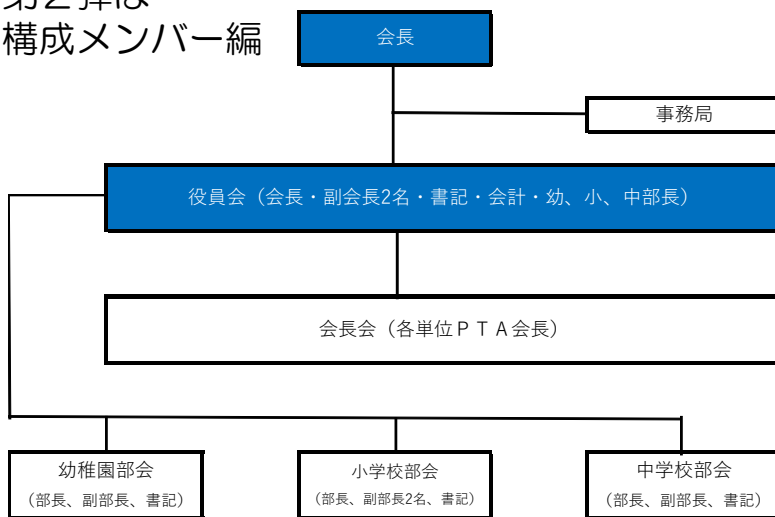 第2弾は
構成メンバー編
会長
事務局
役員会（会長・副会長2名・書記・会計・幼、小、中部長）
会長会（各単位ＰＴＡ会長）
幼稚園部会
（部長、副部長、書記）
小学校部会
（部長、副部長2名、書記）
中学校部会
（部長、副部長、書記）